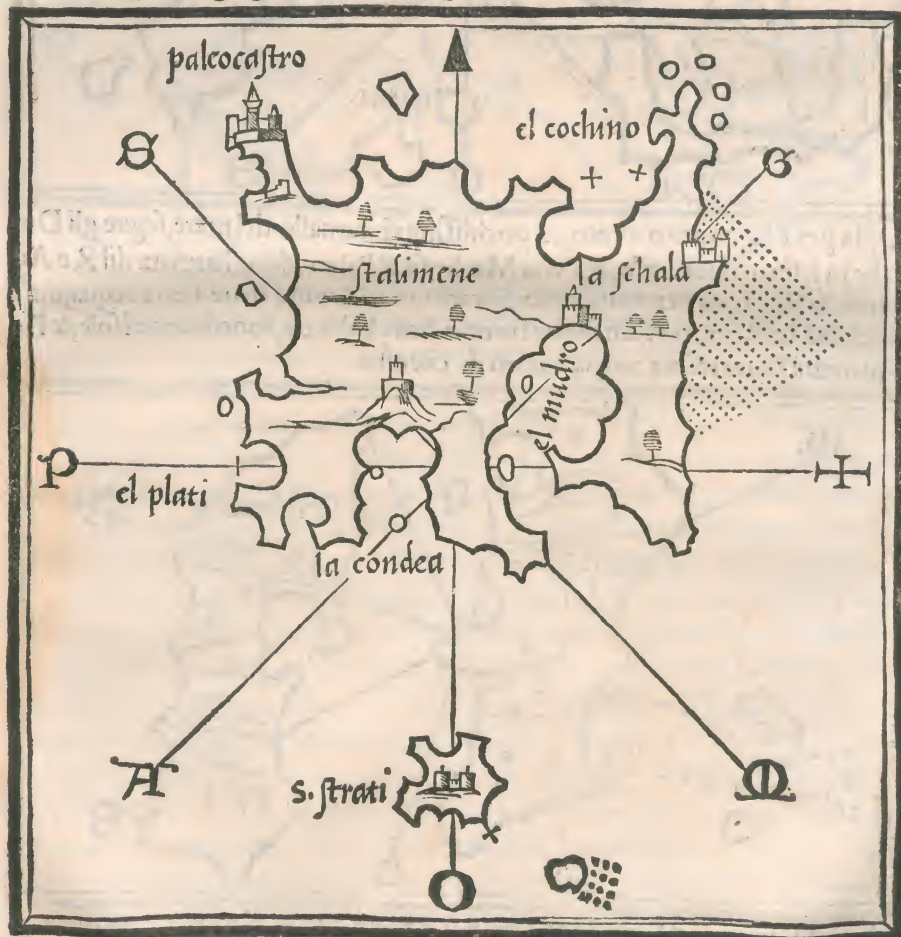 paleocastro
el cochino
S
G
stalimene
la schala
el mudro
P
el plati
la condea
A
s. strati
O